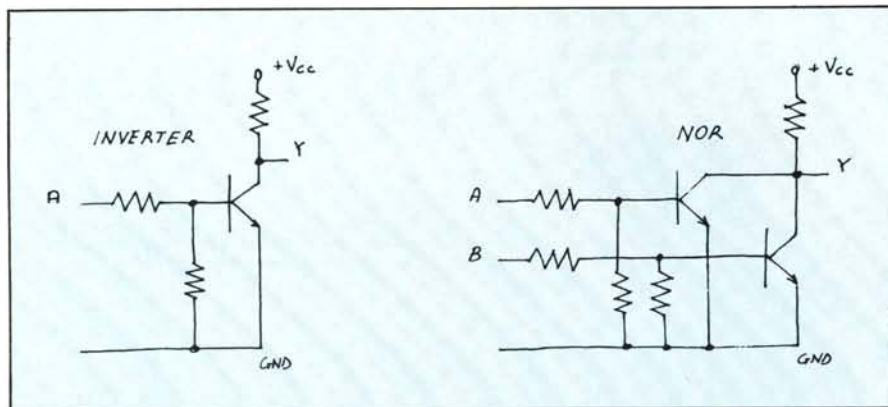 INVERTER
+Vcc
Y
A
GND
NOR
+Vcc
Y
A
B
GND